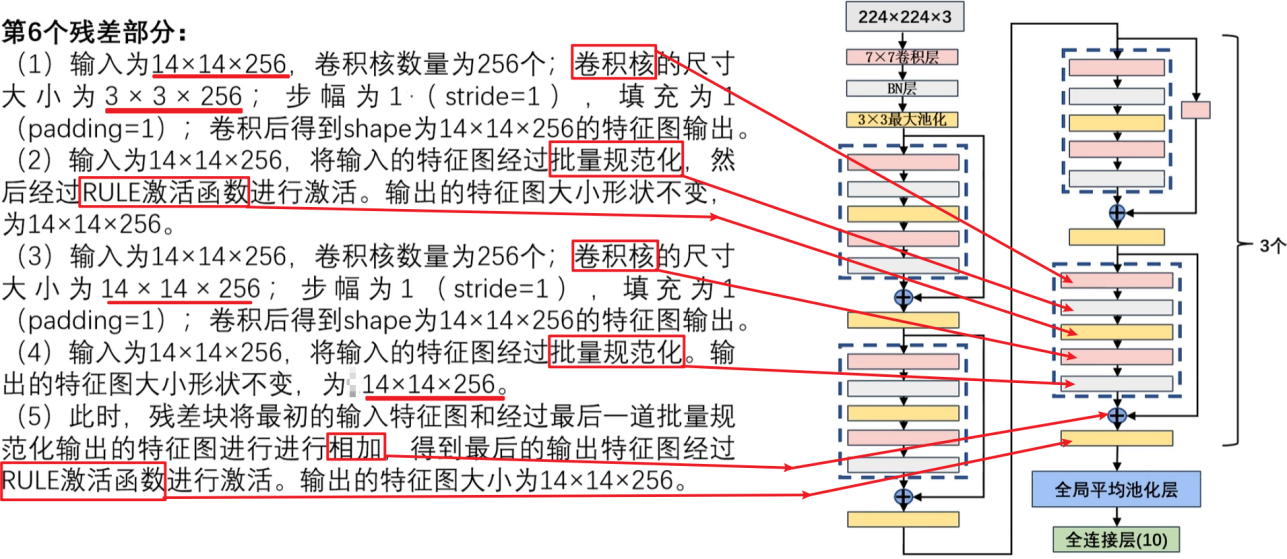 第6个残差部分：
（1）输入为14×14×256，卷积核数量为256个；卷积核的尺寸
大小为3×3×256；步幅为1·（stride=1），填充为1
（padding=1）；卷积后得到shape为14×14×256的特征图输出。
（2）输入为14×14×256，将输入的特征图经过批量规范化，然
后经过RULE激活函数进行激活。输出的特征图大小形状不变，
为14×14×256。
（3）输入为14×14×256，卷积核数量为256个；卷积核的尺寸
大小为14×14×256；步幅为1（stride=1），填充为1
（padding=1）；卷积后得到shape为14×14×256的特征图输出。
（4）输入为14×14×256，将输入的特征图经过批量规范化。输
出的特征图大小形状不变，为14×14×256。
（5）此时，残差块将最初的输入特征图和经过最后一道批量规
范化输出的特征图进行进行相加，得到最后的输出特征图经过
RULE激活函数进行激活。输出的特征图大小为14×14×256。
224×224×3
7×7卷积层
BN层
3×3最大池化
3个
全局平均池化层
全连接层(10)